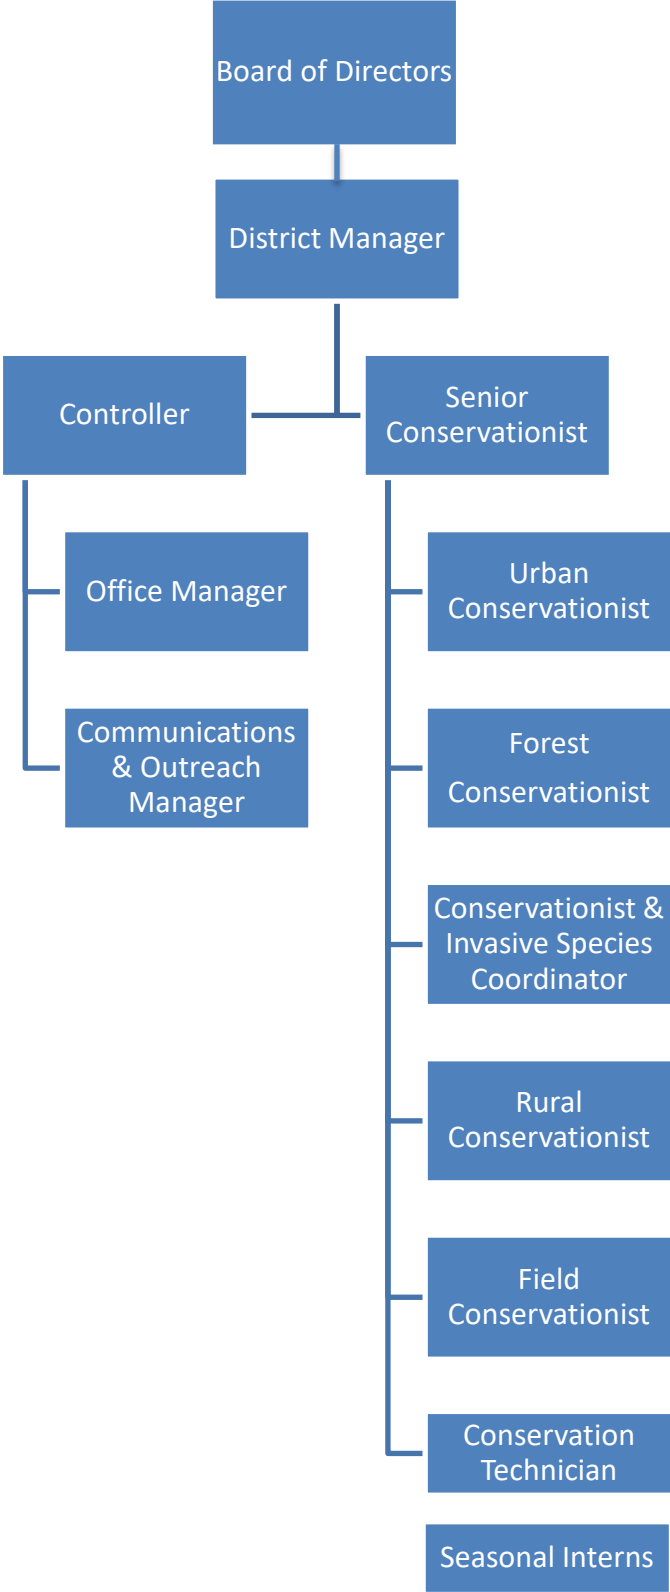 Board of Directors
District Manager
Controller
Senior
Conservationist
Office Manager
Communications
& Outreach
Manager
Urban
Conservationist
Forest
Conservationist
Conservationist &
Invasive Species
Coordinator
Rural
Conservationist
Field
Conservationist
Conservation
Technician
Seasonal Interns